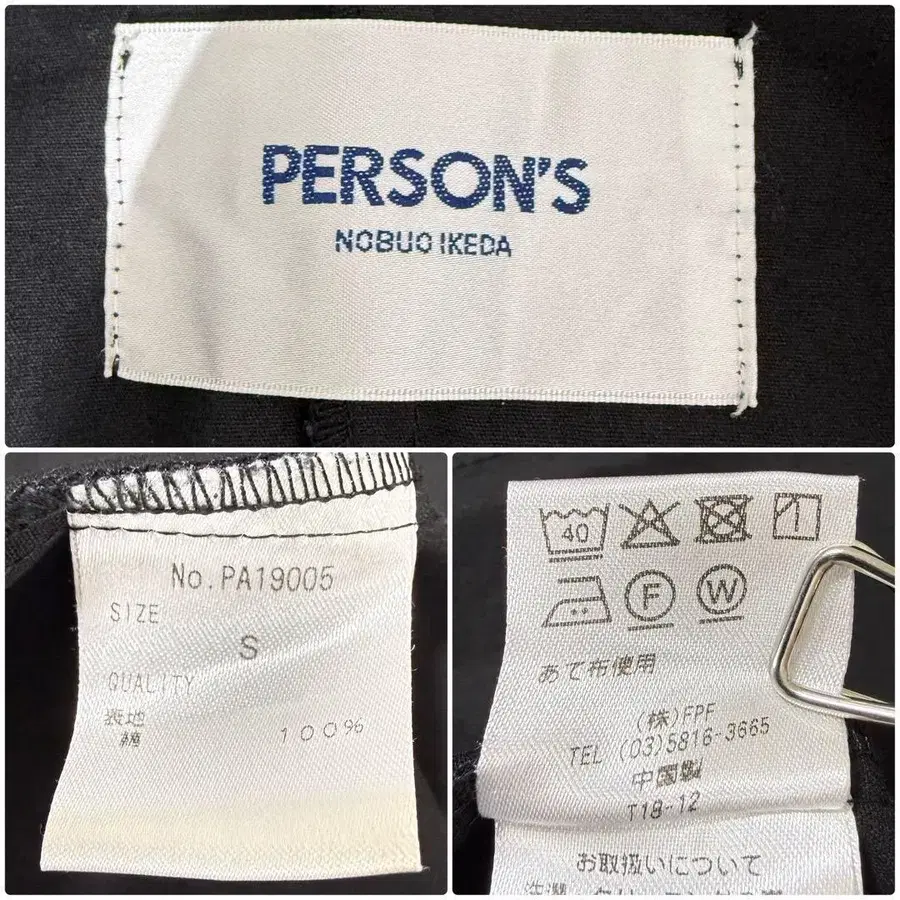 PERSON'S
NOBUO IKEDA
No.PA19005
SIZE
S
QUALITY
表地
綿 100%
40
F W
あて布使用
(株)FPF
TEL (03)5816-3665
中国製
T19-12
お取扱いについて